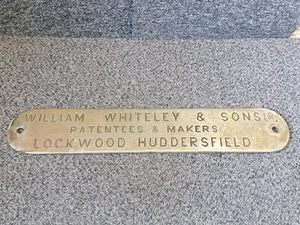 WILLIAM WHITELEY & SONS LD.
PATENTEES & MAKERS
LOCKWOOD HUDDERSFIELD